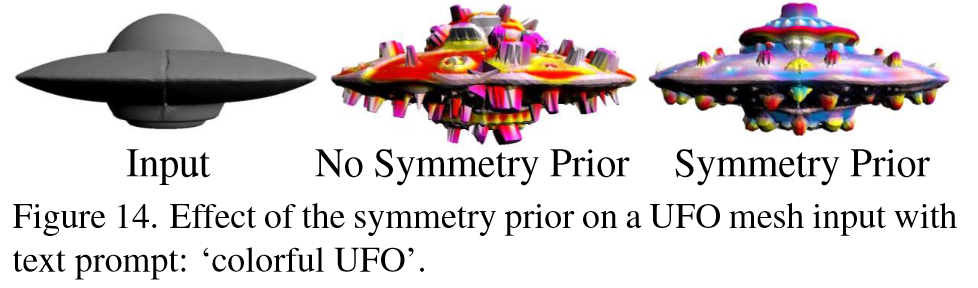 Input
No Symmetry Prior
Symmetry Prior
Figure 14. Effect of the symmetry prior on a UFO mesh input with
text prompt: ‘colorful UFO’.